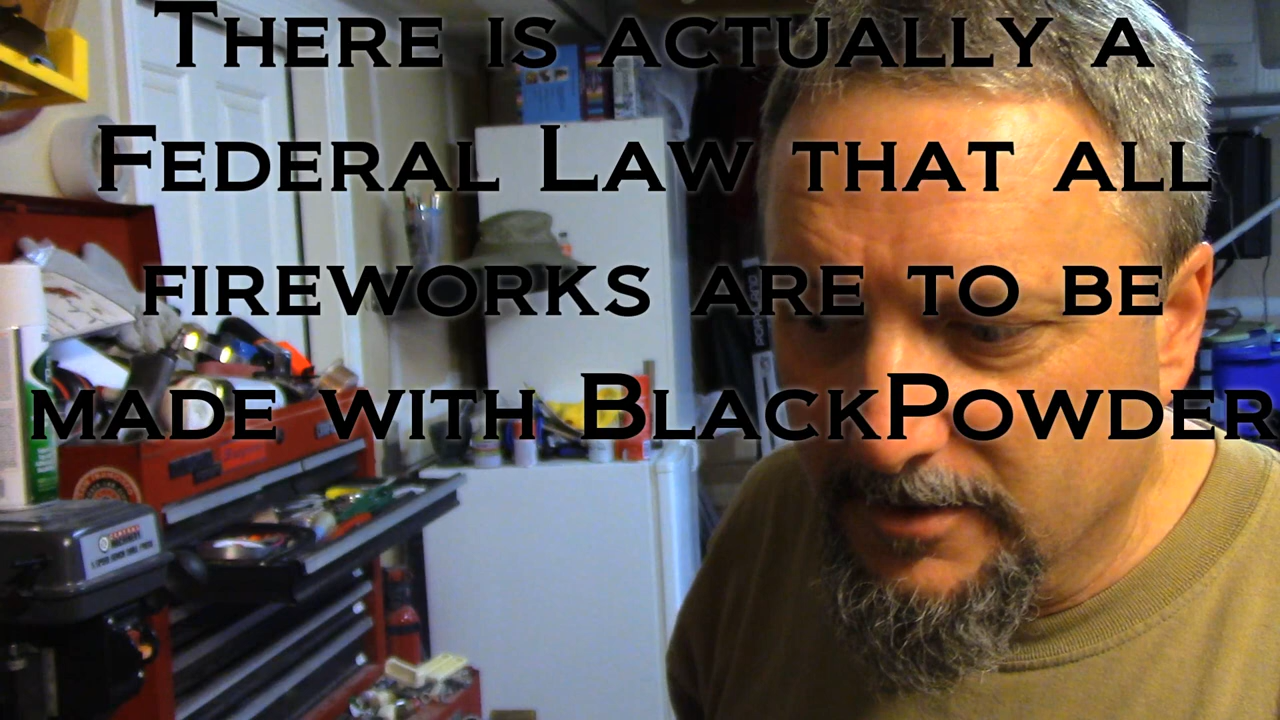 There is actually a
Federal Law that all
fireworks are to be
made with BlackPowder